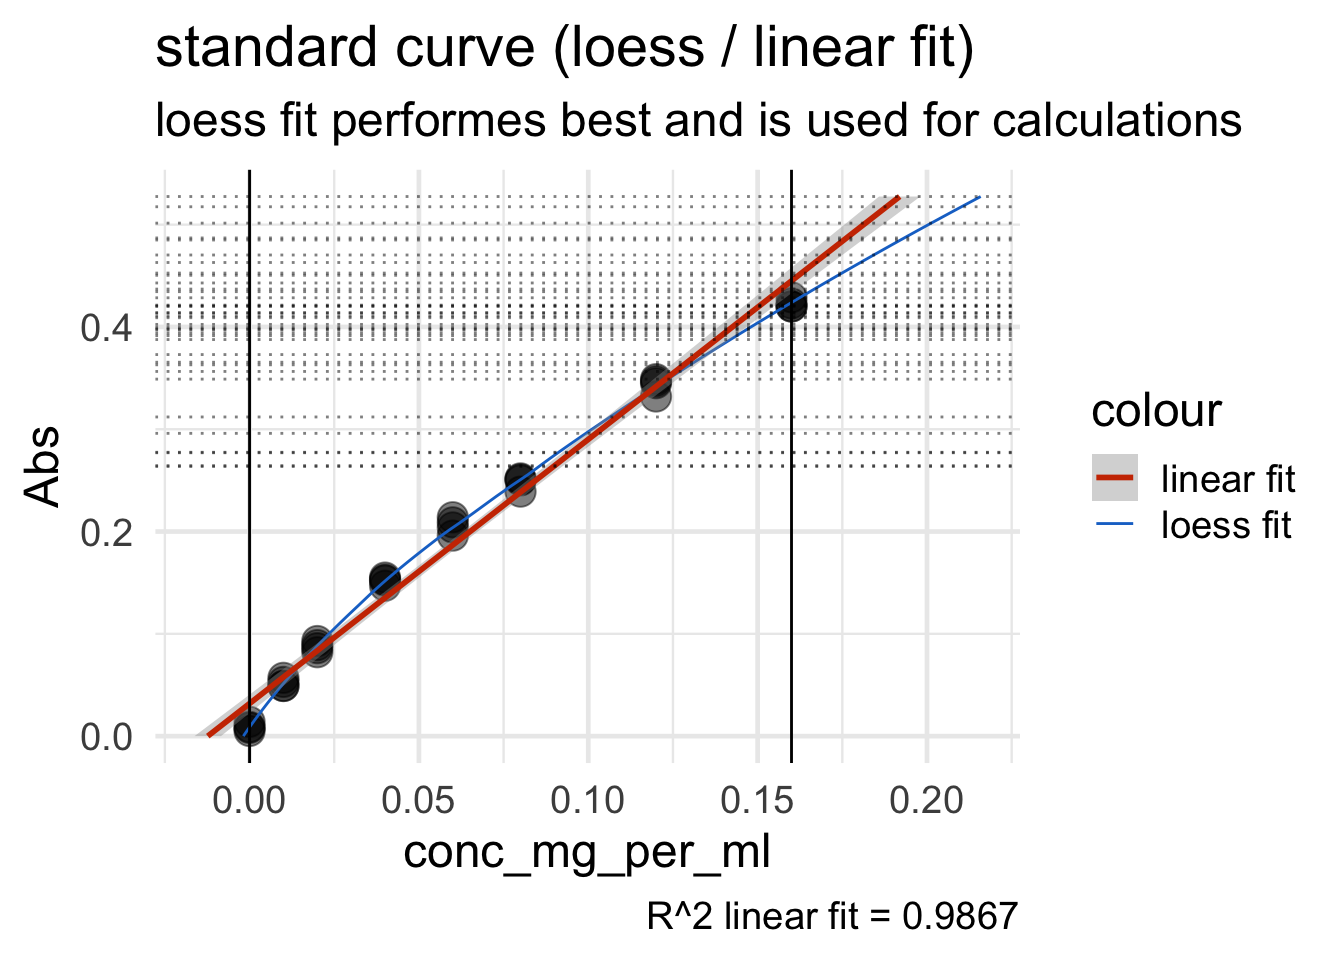 standard curve (loess / linear fit)
loess fit performes best and is used for calculations
Abs
0.4
0.2
0.0
0.00 0.05 0.10 0.15 0.20
conc_mg_per_ml
colour
linear fit
loess fit
R^2 linear fit = 0.9867